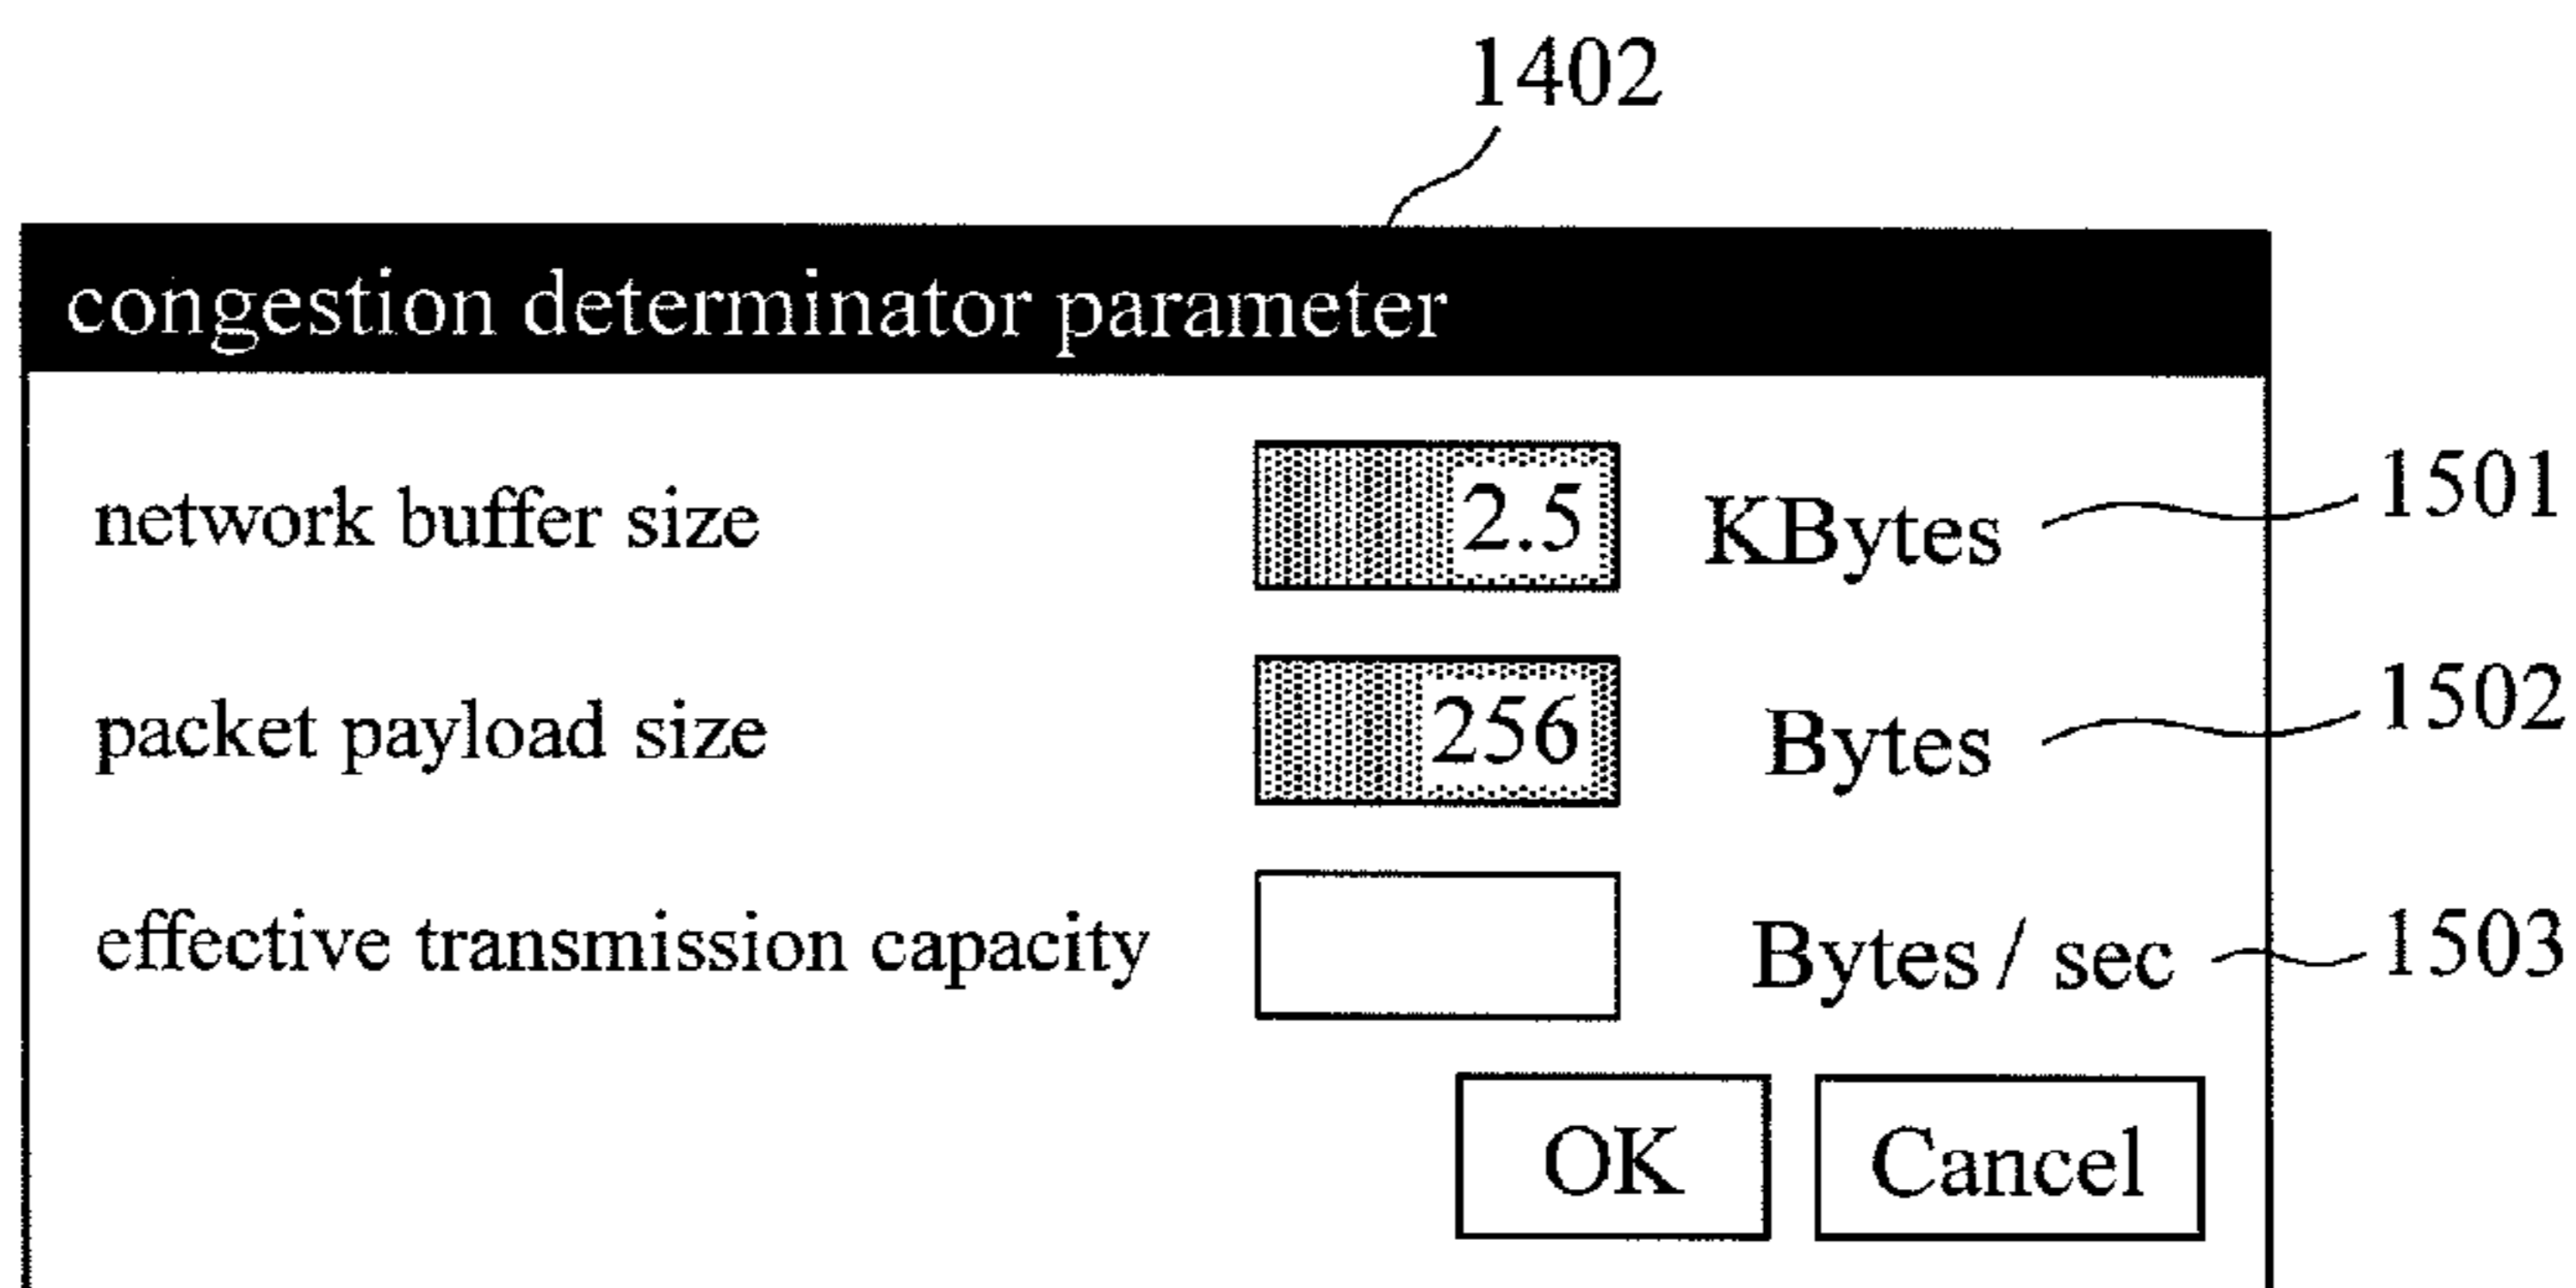 1402
congestion determinator parameter
network buffer size 2.5 KBytes 1501
packet payload size 256 Bytes 1502
effective transmission capacity Bytes / sec 1503
OK Cancel